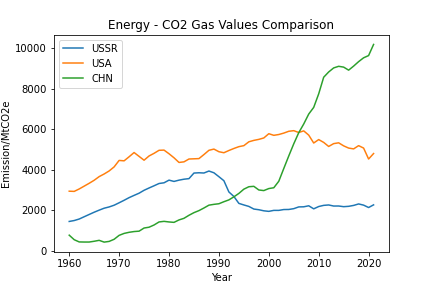 Energy - CO2 Gas Values Comparison
USSR
USA
CHN
Emission/MtCO2e
10000
8000
6000
4000
2000
0
1960 1970 1980 1990 2000 2010 2020
Year